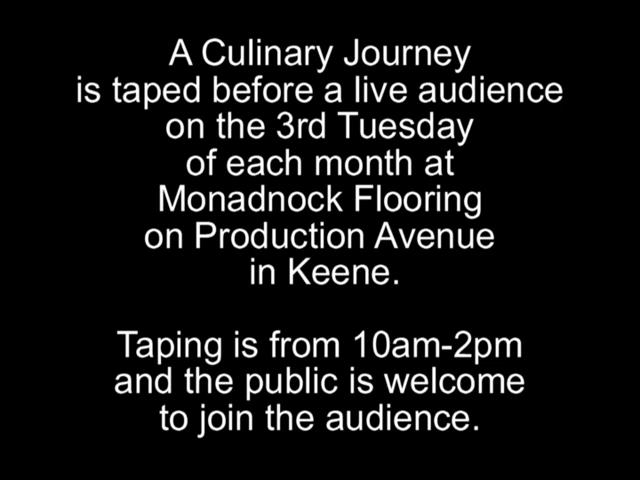 A Culinary Journey
is taped before a live audience
on the 3rd Tuesday
of each month at
Monadnock Flooring
on Production Avenue
in Keene.
Taping is from 10am-2pm
and the public is welcome
to join the audience.